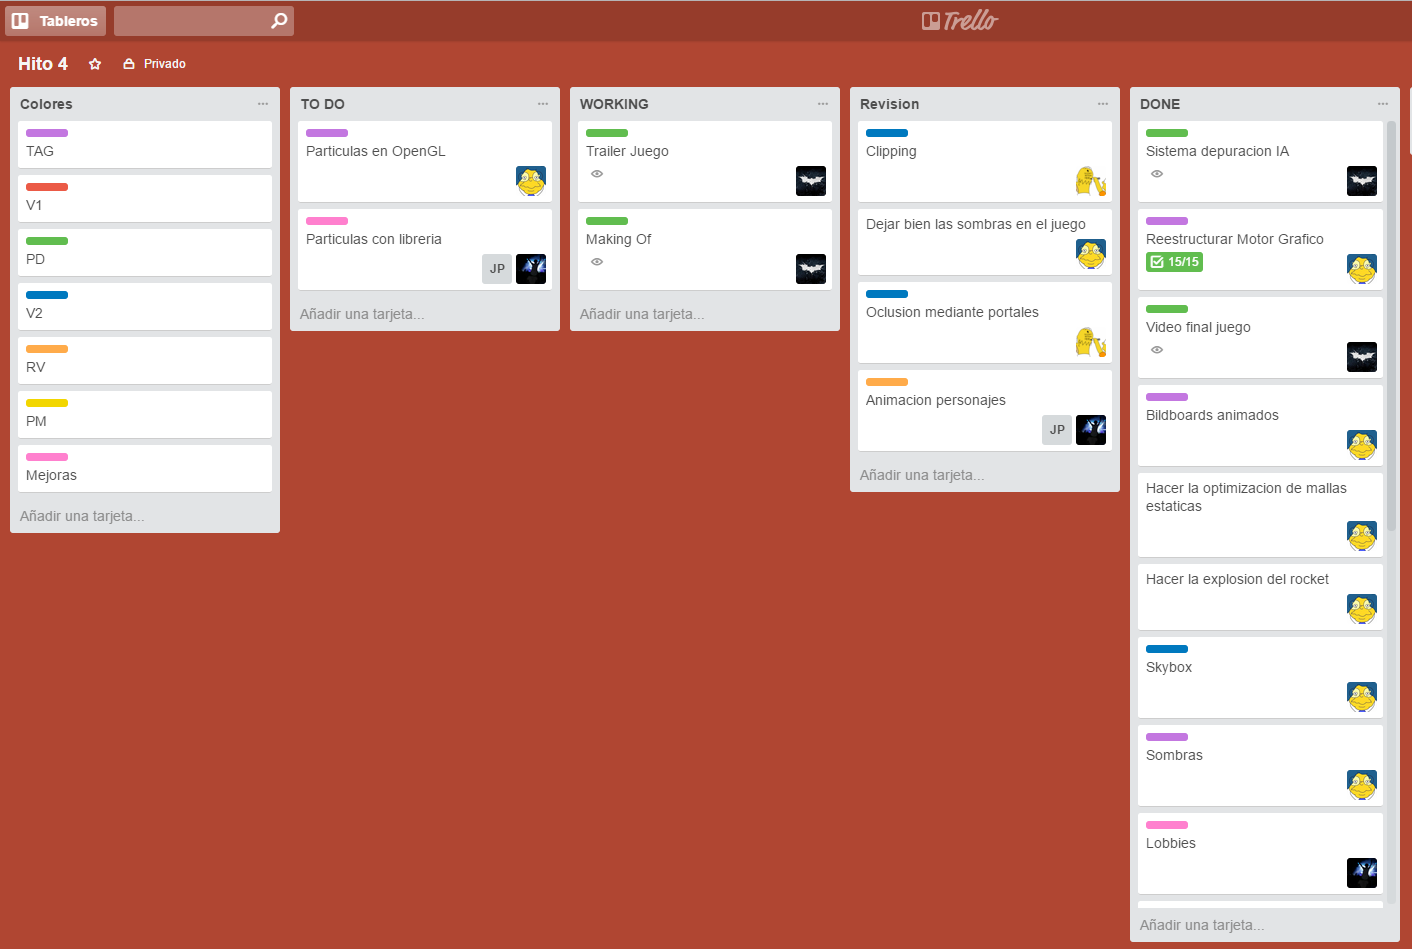 Tableros
Trello
Hito 4
Privado
Colores
TAG
V1
PD
V2
RV
PM
Mejoras
Añadir una tarjeta...
TO DO
Particulas en OpenGL
Particulas con libreria
JP
Añadir una tarjeta...
WORKING
Trailer Juego
Making Of
Añadir una tarjeta...
Revision
Clipping
Dejar bien las sombras en el juego
Oclusion mediante portales
Animacion personajes
JP
Añadir una tarjeta...
DONE
Sistema depuracion IA
Reestructurar Motor Grafico
15/15
Video final juego
Bildboards animados
Hacer la optimizacion de mallas
estaticas
Hacer la explosion del rocket
Skybox
Sombras
Lobbies
Añadir una tarjeta...